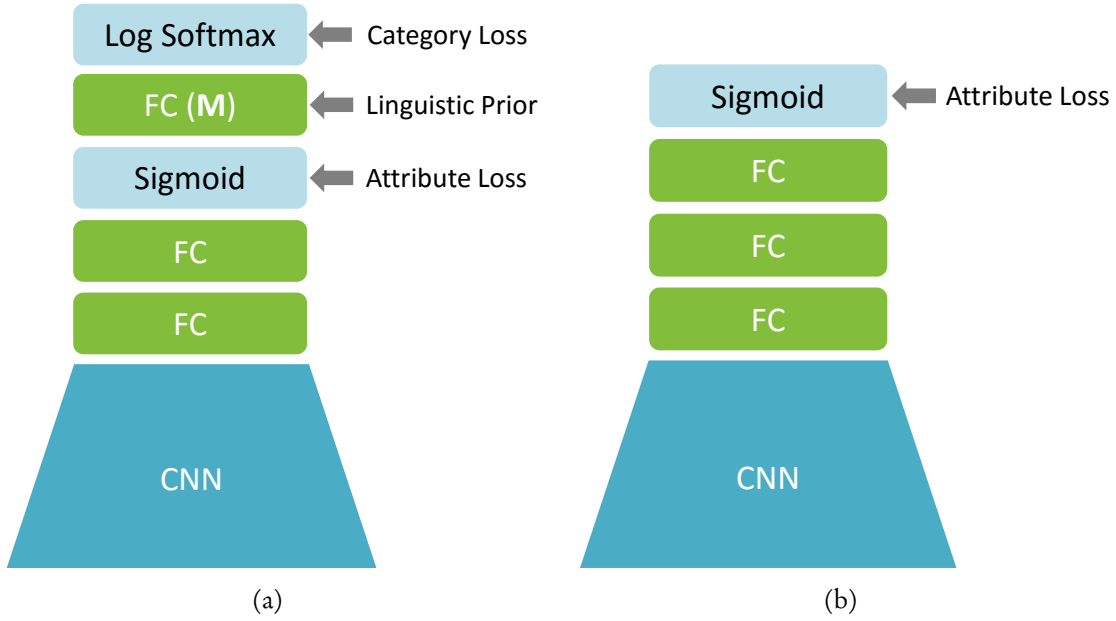 Log Softmax
Category Loss
FC (M)
Linguistic Prior
Sigmoid
Attribute Loss
FC
FC
CNN
(a)
Sigmoid
Attribute Loss
FC
FC
FC
CNN
(b)